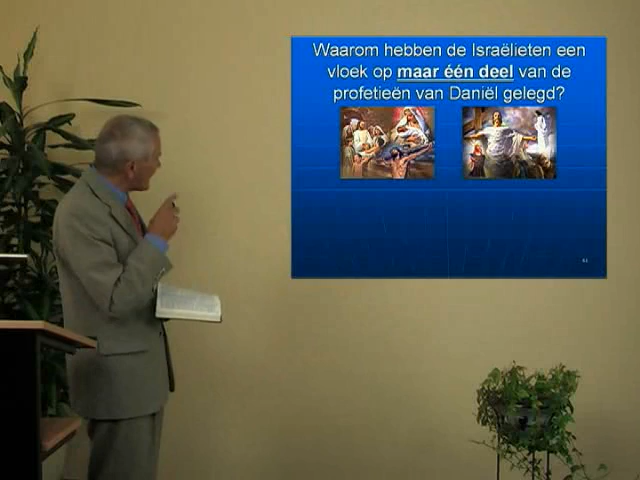 Waarom hebben de Israëlieten een
vloek op maar één deel van de
profetieën van Daniël gelegd?